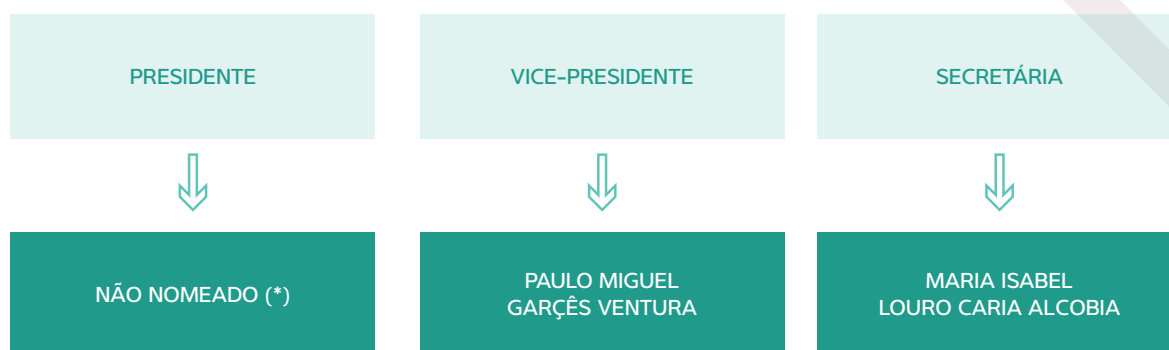 PRESIDENTE
VICE-PRESIDENTE
SECRETÁRIA
NÃO NOMEADO (*)
PAULO MIGUEL
GARÇÊS VENTURA
MARIA ISABEL
LOURO CARIA ALCOBIA